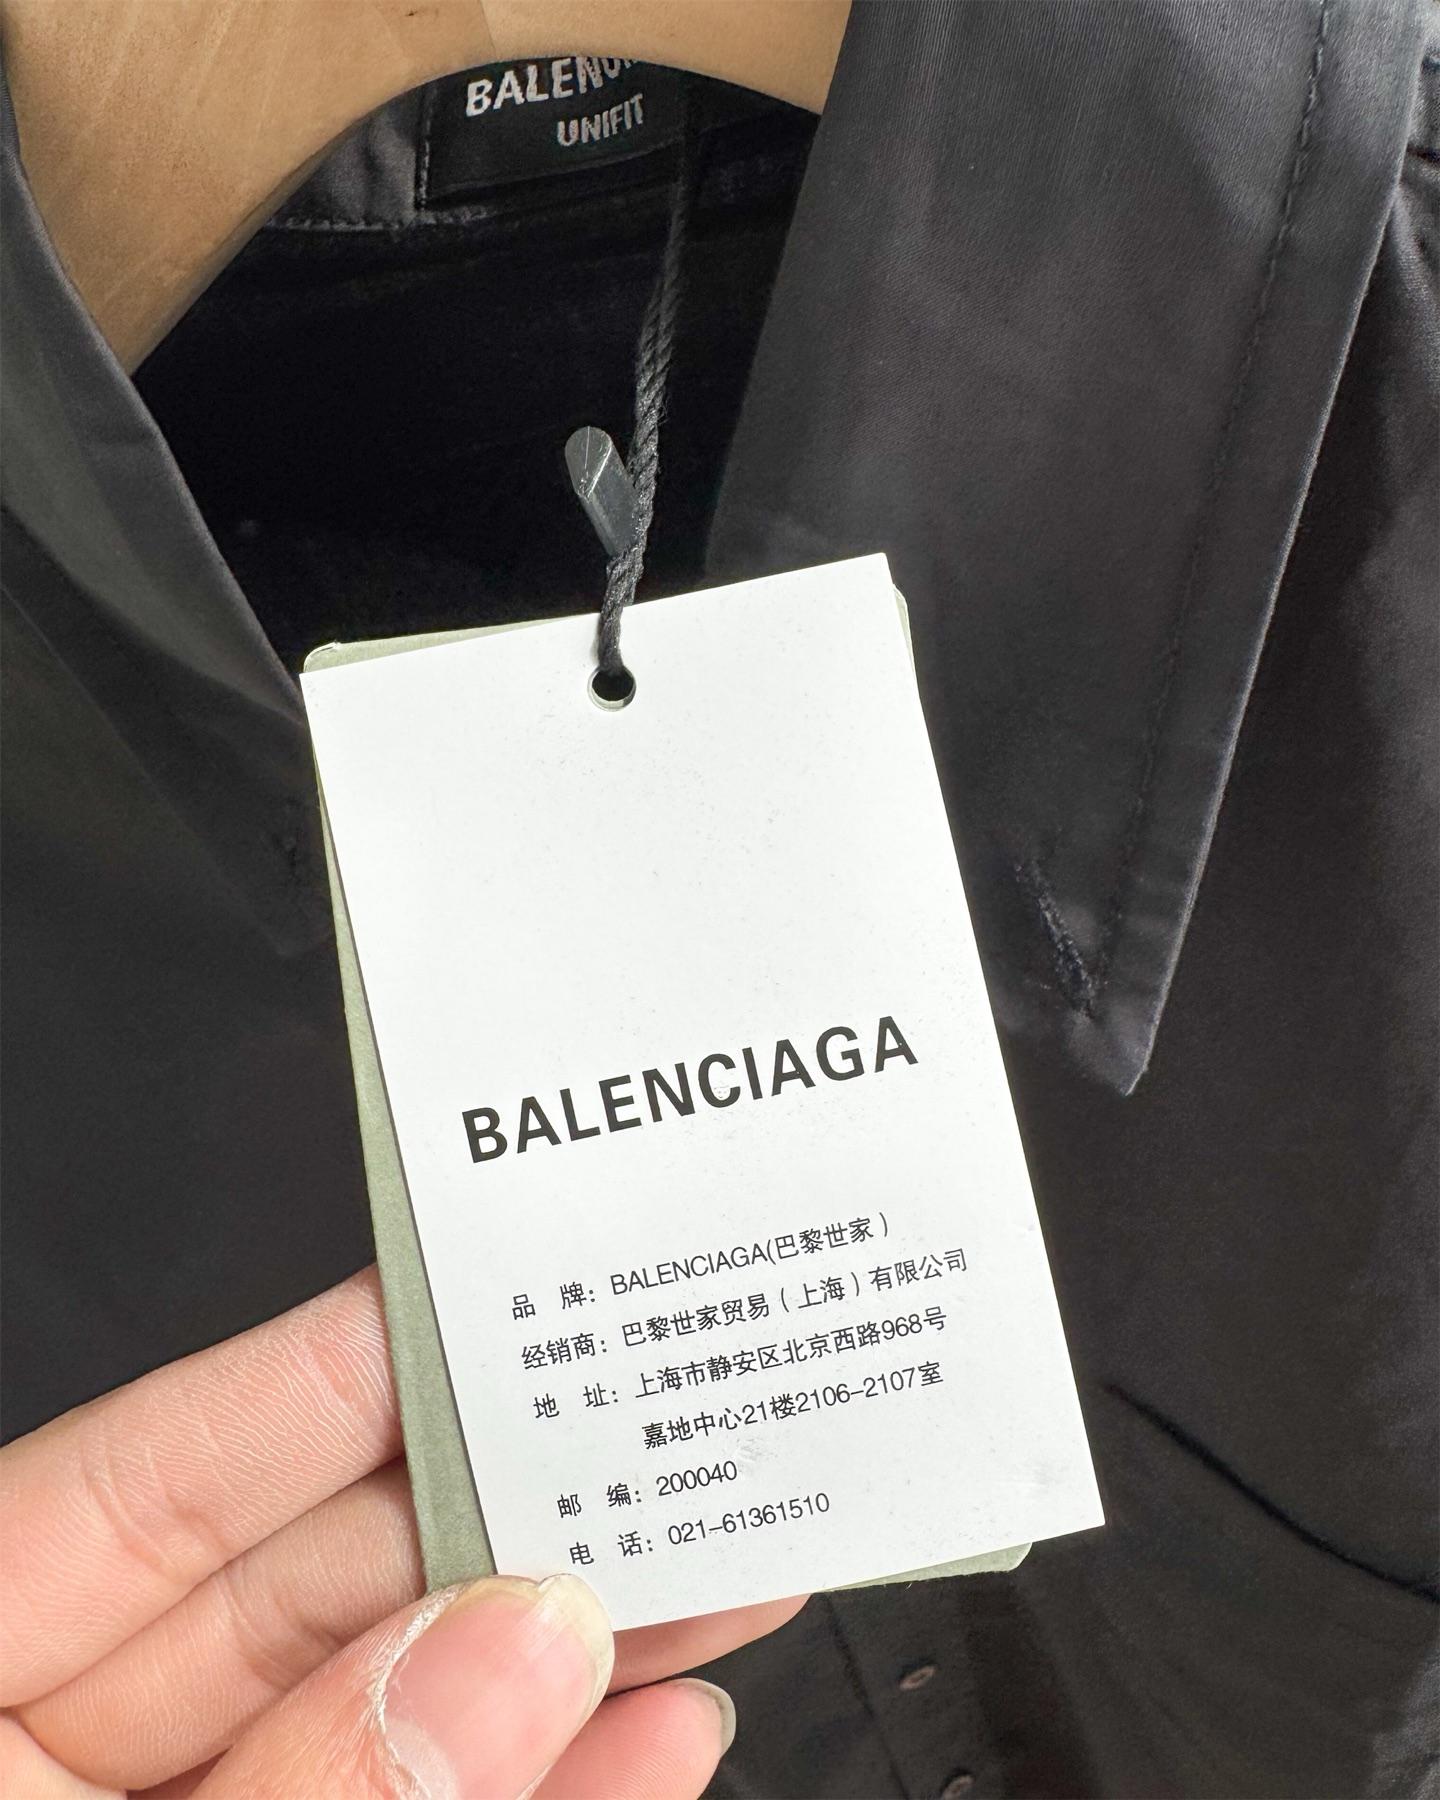 UNIFIT
BALENCIAGA
品 牌：BALENCIAGA(巴黎世家）
经销商：巴黎世家贸易（上海）有限公司
地 址：上海市静安区北京西路968号
嘉地中心21楼2106-2107室
邮 编：200040
电 话：021-61361510